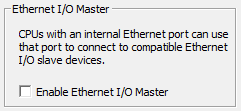 Ethernet I/O Master
CPUs with an internal Ethernet port can use
that port to connect to compatible Ethernet
I/O slave devices.
Enable Ethernet I/O Master